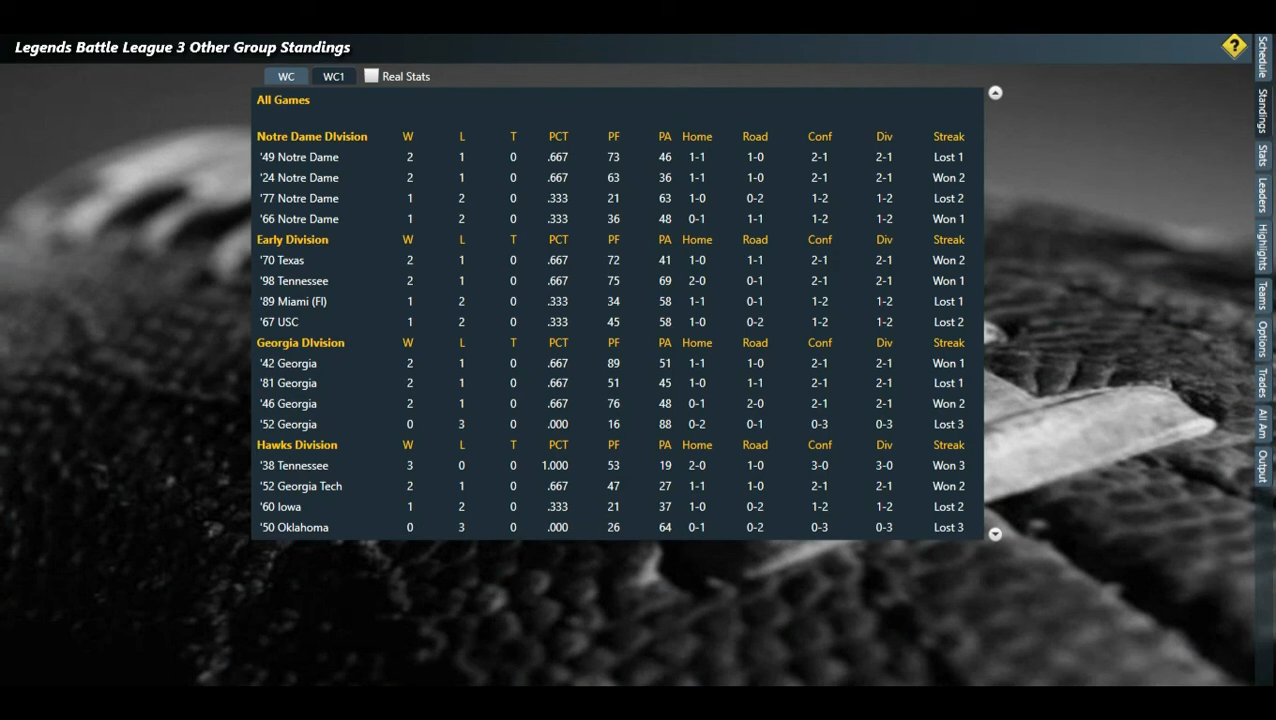 Legends Battle League 3 Other Group Standings
?
WC WC1 Real Stats
All Games
Notre Dame DIvision W L T PCT PF PA Home Road Conf Div Streak
'49 Notre Dame 2 1 0 .667 73 46 1-1 1-0 2-1 2-1 Lost 1
'24 Notre Dame 2 1 0 .667 63 36 1-1 1-0 2-1 2-1 Won 2
'77 Notre Dame 1 2 0 .333 21 63 1-0 0-2 1-2 1-2 Lost 2
'66 Notre Dame 1 2 0 .333 36 48 0-1 1-1 1-2 1-2 Won 1
Early Division W L T PCT PF PA Home Road Conf Div Streak
'70 Texas 2 1 0 .667 72 41 1-0 1-1 2-1 2-1 Won 2
'98 Tennessee 2 1 0 .667 75 69 2-0 0-1 2-1 2-1 Won 1
'89 Miami (Fl) 1 2 0 .333 34 58 1-1 0-1 1-2 1-2 Lost 1
'67 USC 1 2 0 .333 45 58 1-0 0-2 1-2 1-2 Lost 2
Georgia DIvision W L T PCT PF PA Home Road Conf Div Streak
'42 Georgia 2 1 0 .667 89 51 1-1 1-0 2-1 2-1 Won 1
'81 Georgia 2 1 0 .667 51 45 1-0 1-1 2-1 2-1 Lost 1
'46 Georgia 2 1 0 .667 76 48 0-1 2-0 2-1 2-1 Won 2
'52 Georgia 0 3 0 .000 16 88 0-2 0-1 0-3 0-3 Lost 3
Hawks Division W L T PCT PF PA Home Road Conf Div Streak
'38 Tennessee 3 0 0 1.000 53 19 2-0 1-0 3-0 3-0 Won 3
'52 Georgia Tech 2 1 0 .667 47 27 1-1 1-0 2-1 2-1 Won 2
'60 Iowa 1 2 0 .333 21 37 1-0 0-2 1-2 1-2 Lost 2
'50 Oklahoma 0 3 0 .000 26 64 0-1 0-2 0-3 0-3 Lost 3
Schedule
Standings
Stats
Leaders
Highlights
Teams
Options
Trades
All Am
Output